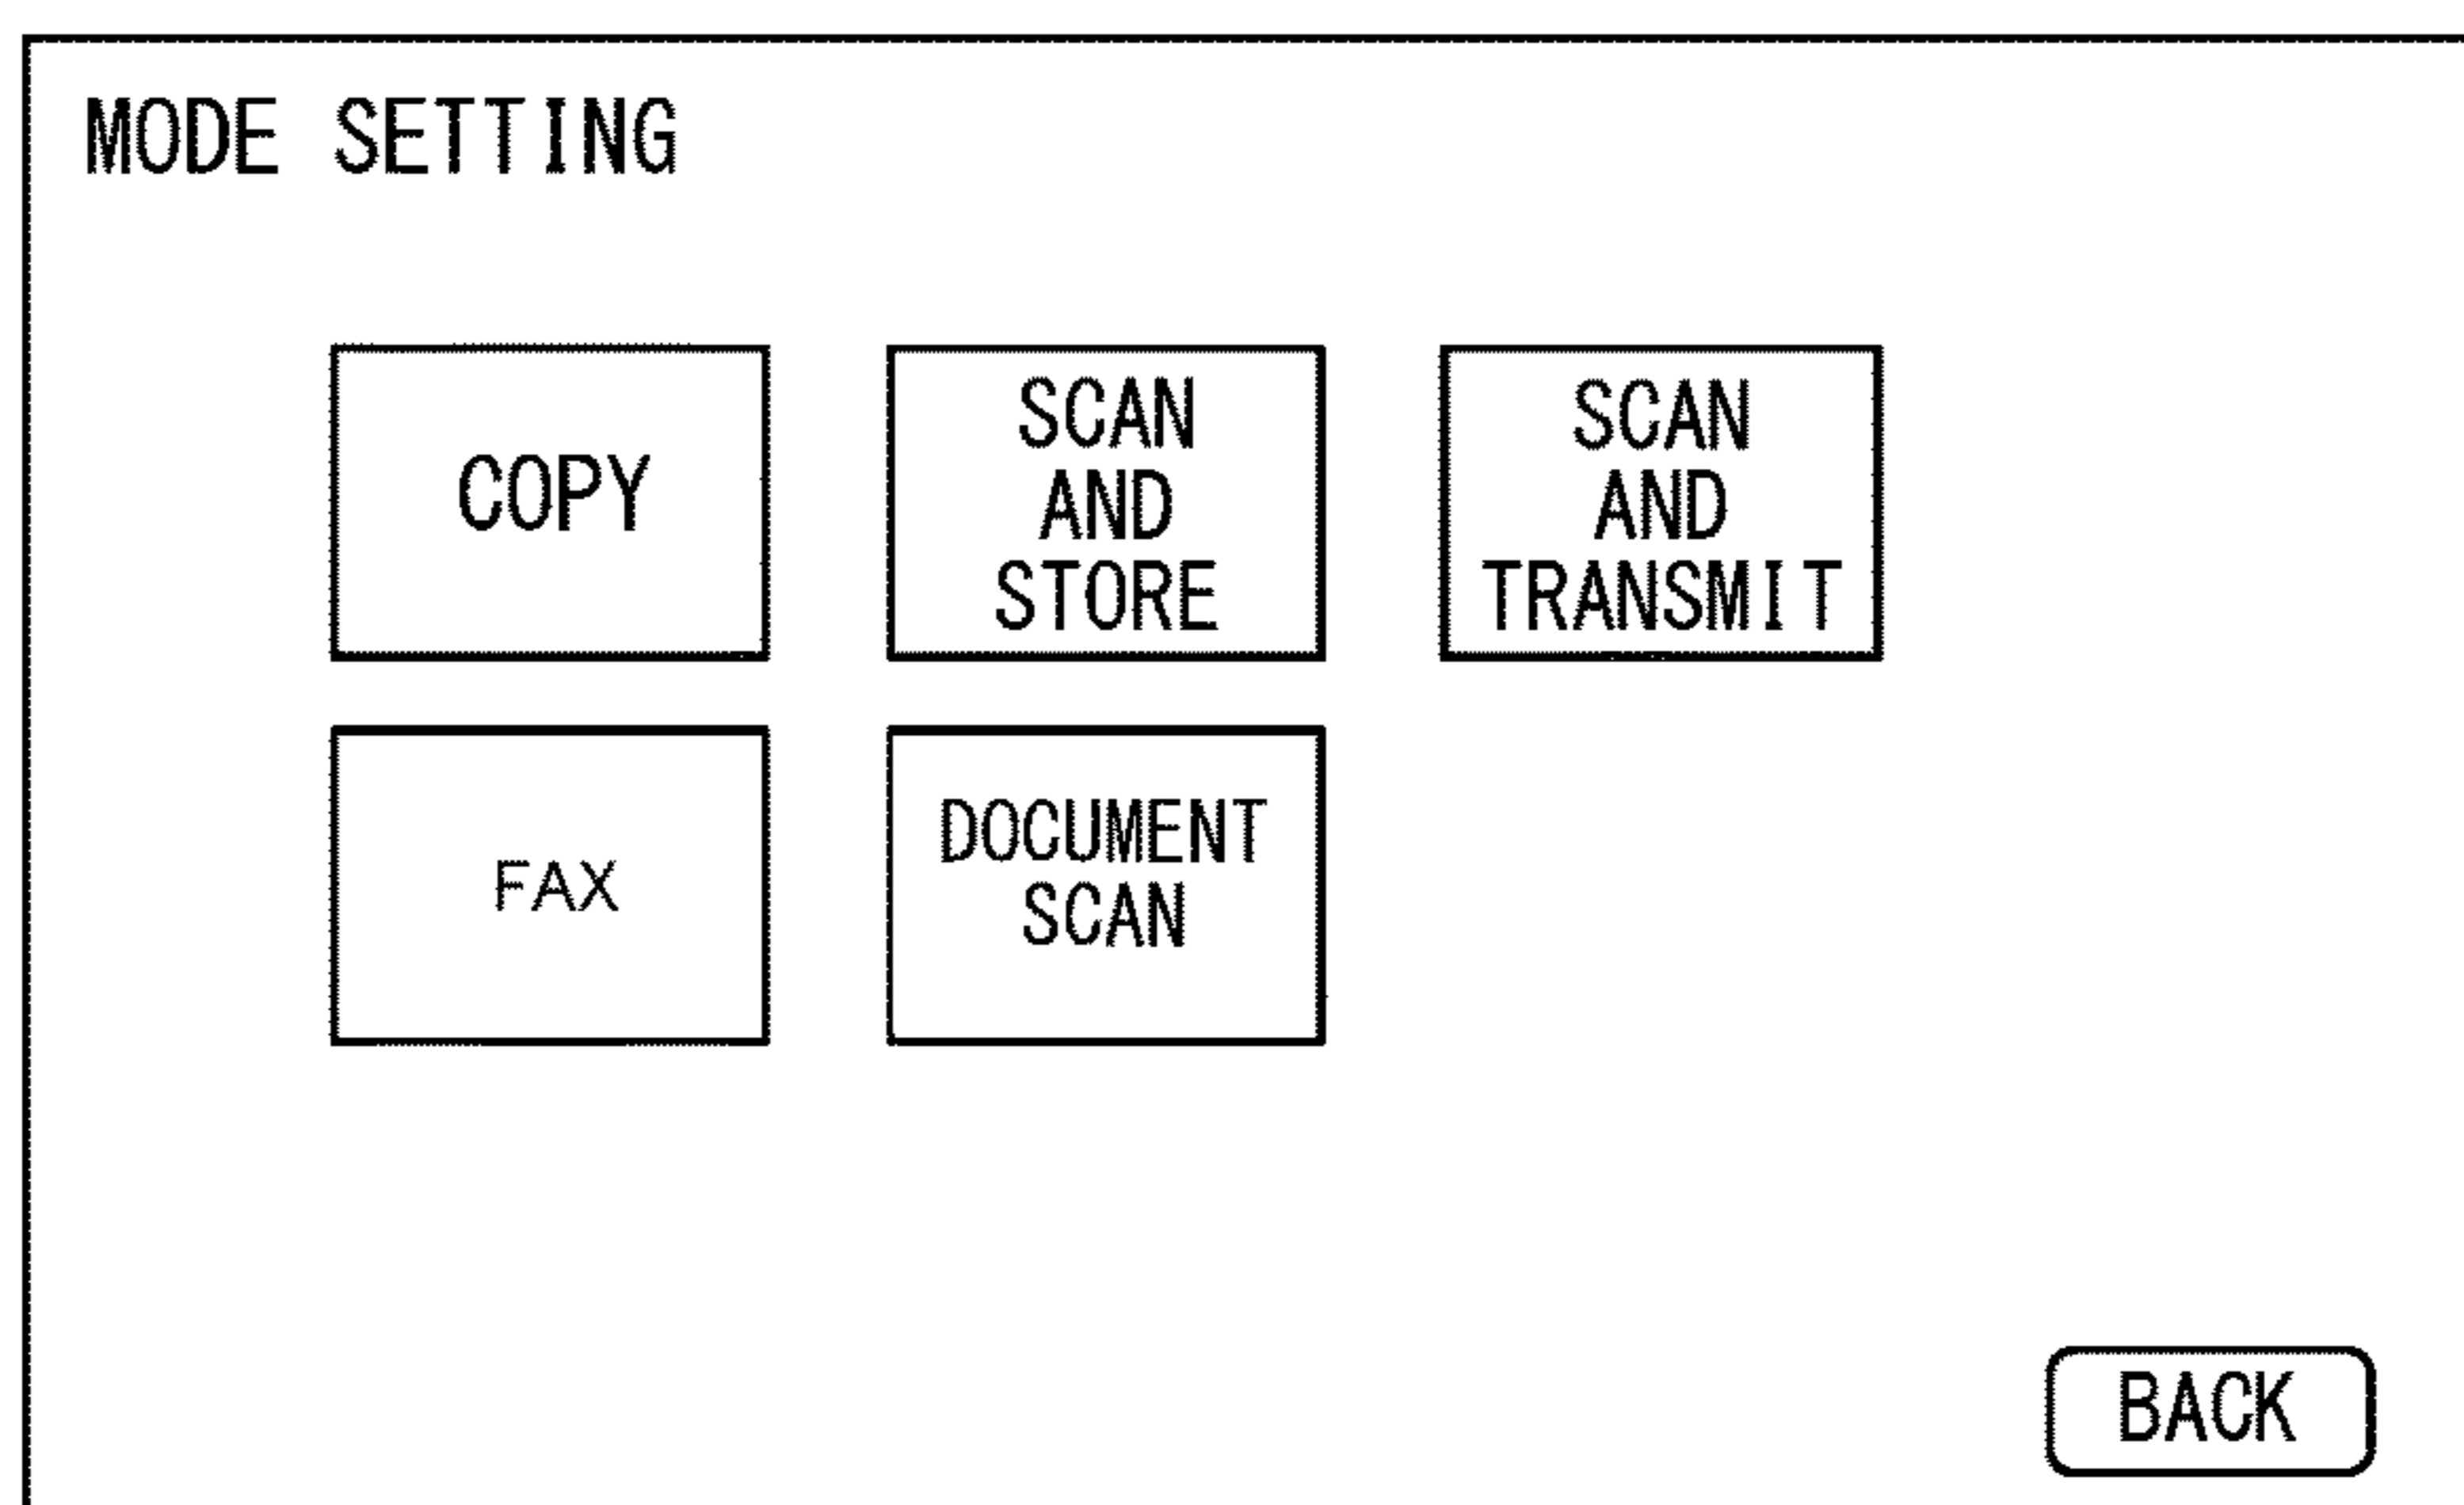 MODE SETTING
COPY
SCAN
AND
STORE
SCAN
AND
TRANSMIT
FAX
DOCUMENT
SCAN
BACK